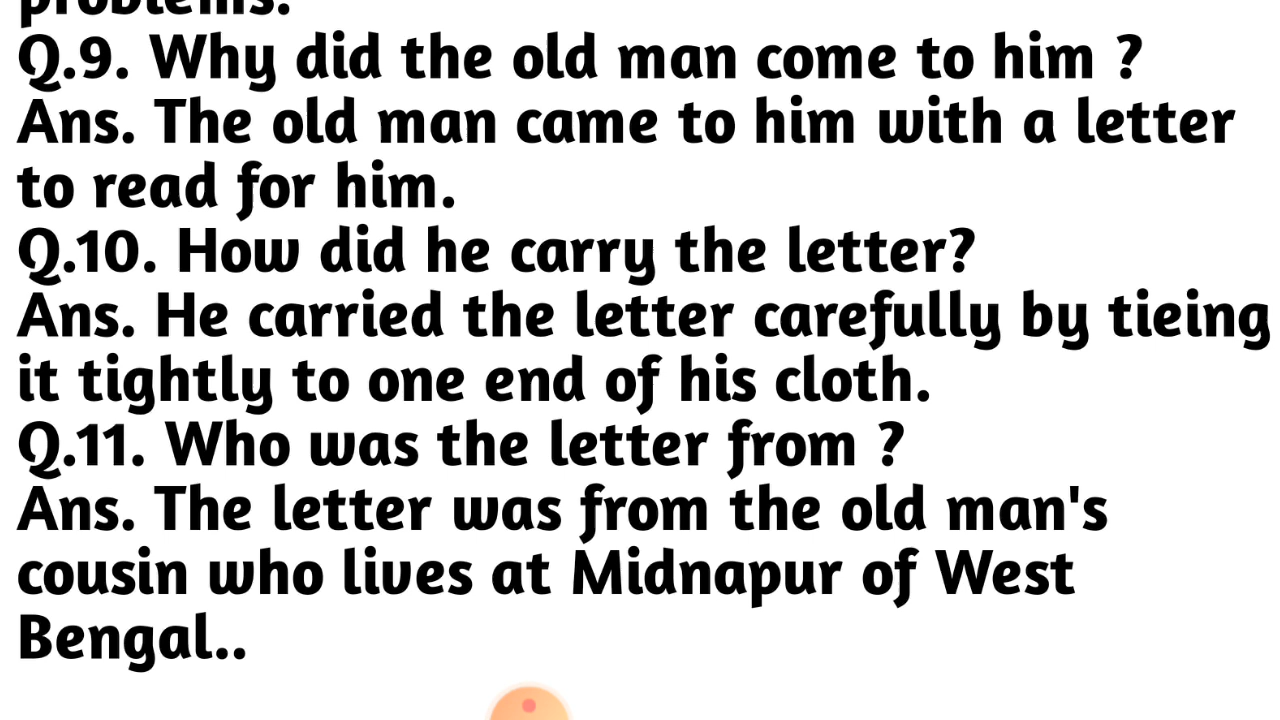 problems.
Q.9. Why did the old man come to him ?
Ans. The old man came to him with a letter
to read for him.
Q.10. How did he carry the letter?
Ans. He carried the letter carefully by tieing
it tightly to one end of his cloth.
Q.11. Who was the letter from ?
Ans. The letter was from the old man's
cousin who lives at Midnapur of West
Bengal..